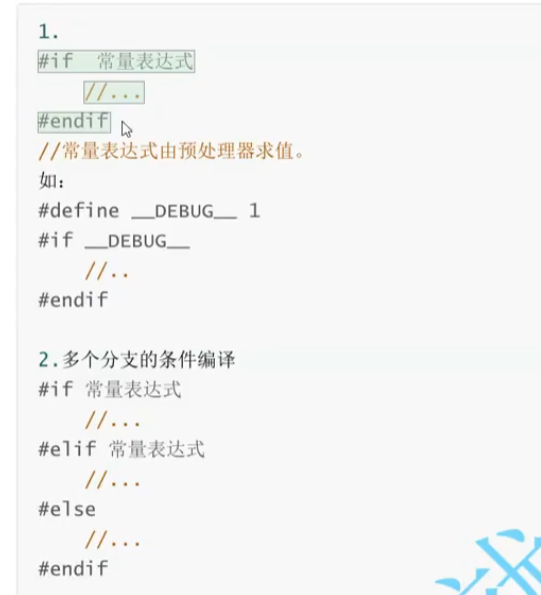 1.
#if  常量表达式
    //...
#endif
//常量表达式由预处理器求值。
如：
#define __DEBUG__ 1
#if __DEBUG__
    //..
#endif
2.多个分支的条件编译
#if 常量表达式
    //...
#elif 常量表达式
    //...
#else
    //...
#endif